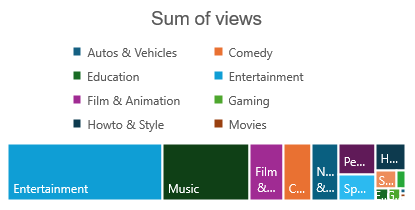 Sum of views
Autos & Vehicles
Comedy
Education
Entertainment
Film & Animation
Gaming
Howto & Style
Movies
Entertainment
Music
Film
&...
C...
N...
&...
Pe...
Sp...
H...
S...
E
G